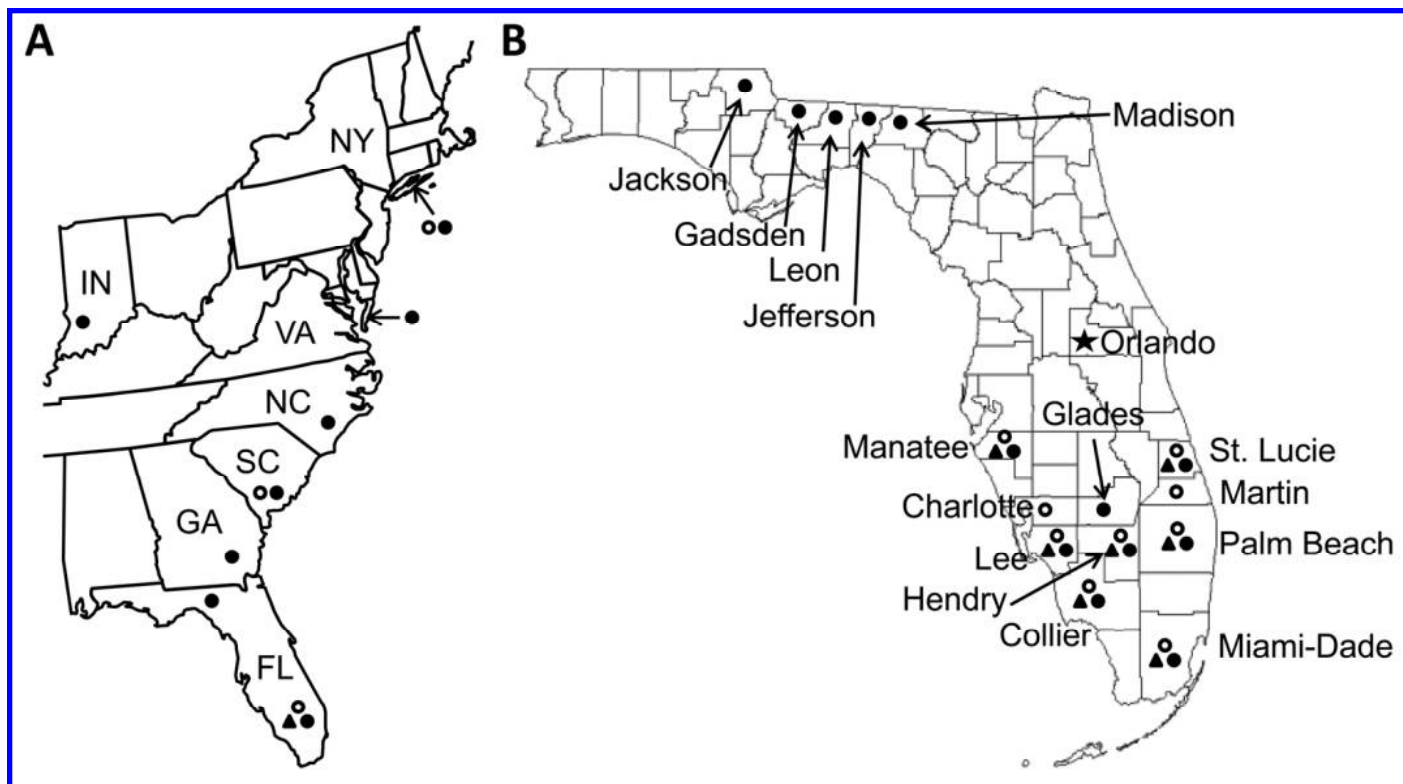 A
NY
IN
VA
NC
SC
GA
FL
B
Madison
Jackson
Gadsden
Leon
Jefferson
Orlando
Glades
Manatee
St. Lucie
Charlotte
Martin
Lee
Palm Beach
Hendry
Collier
Miami-Dade